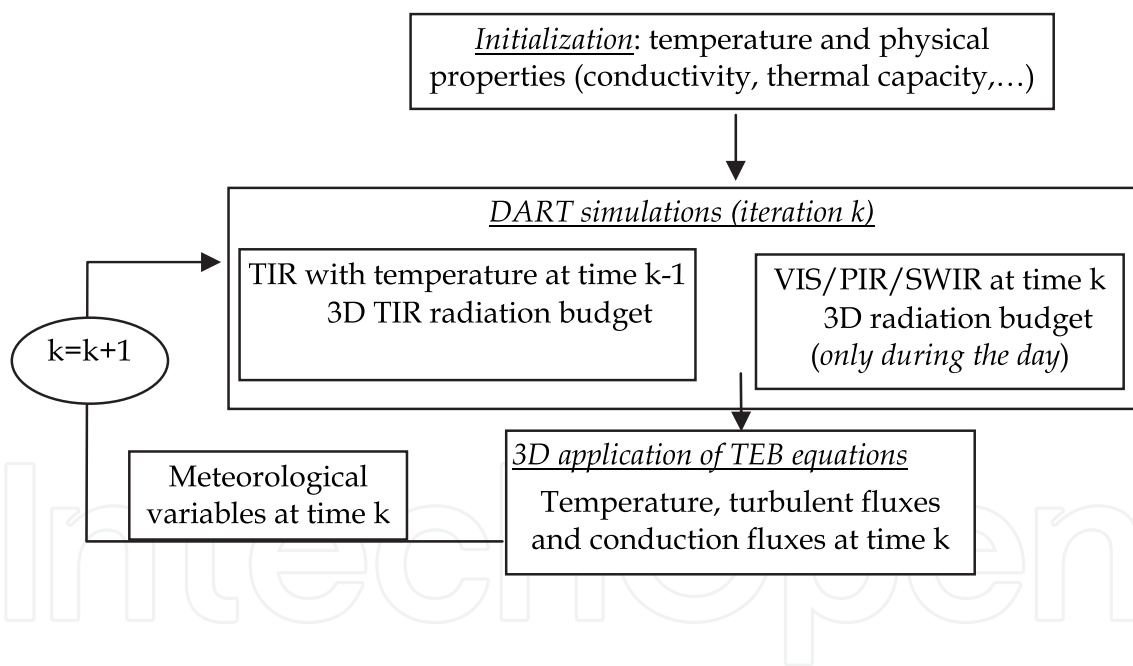 Initialization: temperature and physical
properties (conductivity, thermal capacity,…)
DART simulations (iteration k)
TIR with temperature at time k-1
3D TIR radiation budget
VIS/PIR/SWIR at time k
3D radiation budget
(only during the day)
k=k+1
3D application of TEB equations
Temperature, turbulent fluxes
and conduction fluxes at time k
Meteorological
variables at time k
IntechOpen